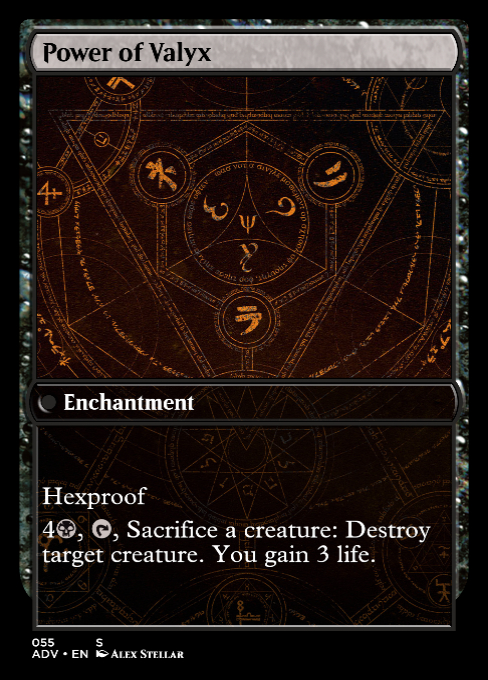 Power of Valyx
Enchantment
Hexproof
4, , Sacrifice a creature: Destroy
target creature. You gain 3 life.
055 S
ADV • EN ALEX STELLAR